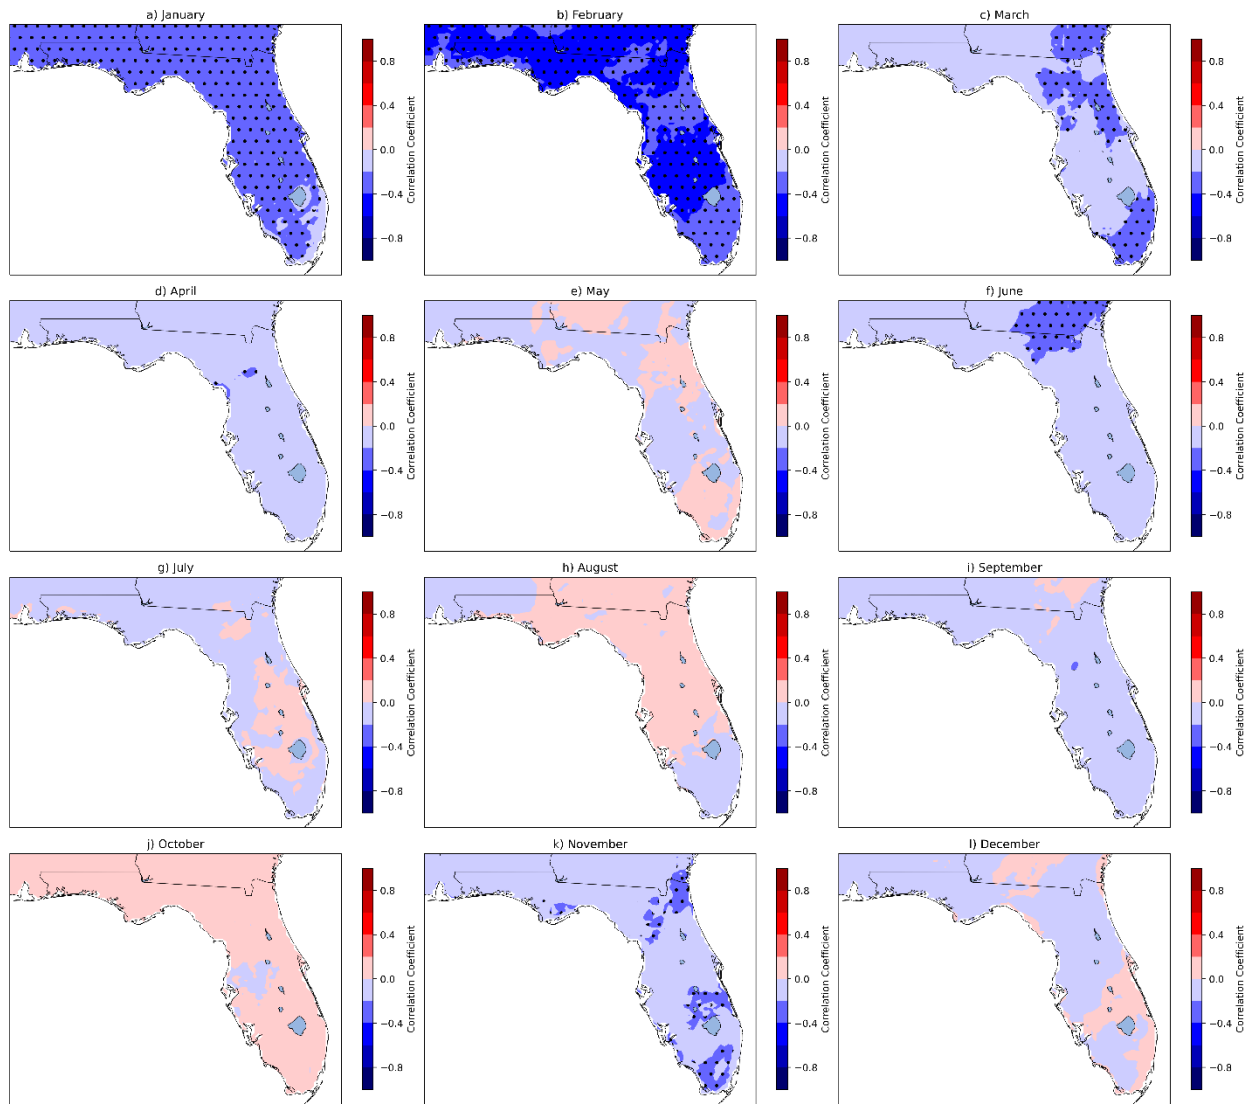 a) January
0.8
0.4
0.0
−0.4
−0.8
Correlation Coefficient
b) February
0.8
0.4
0.0
−0.4
−0.8
Correlation Coefficient
c) March
0.8
0.4
0.0
−0.4
−0.8
Correlation Coefficient
d) April
0.8
0.4
0.0
−0.4
−0.8
Correlation Coefficient
e) May
0.8
0.4
0.0
−0.4
−0.8
Correlation Coefficient
f) June
0.8
0.4
0.0
−0.4
−0.8
Correlation Coefficient
g) July
0.8
0.4
0.0
−0.4
−0.8
Correlation Coefficient
h) August
0.8
0.4
0.0
−0.4
−0.8
Correlation Coefficient
i) September
0.8
0.4
0.0
−0.4
−0.8
Correlation Coefficient
j) October
0.8
0.4
0.0
−0.4
−0.8
Correlation Coefficient
k) November
0.8
0.4
0.0
−0.4
−0.8
Correlation Coefficient
l) December
0.8
0.4
0.0
−0.4
−0.8
Correlation Coefficient